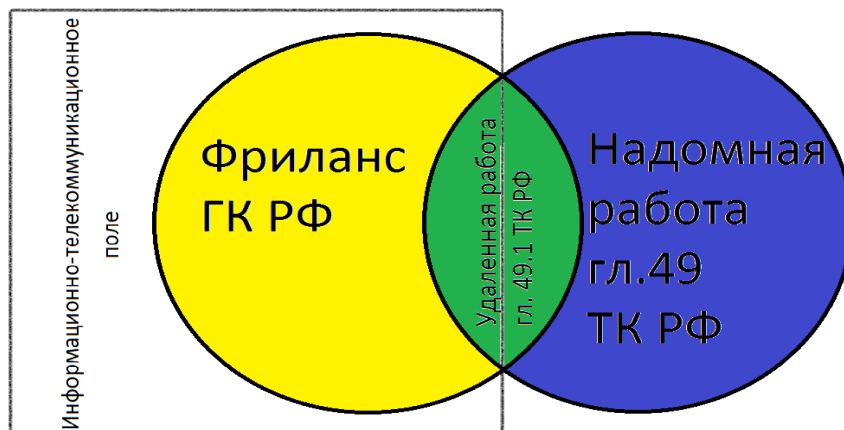 Информационно-телекоммуникационное
поле
Фриланс
ГК РФ
Удаленная работа
гл. 49.1 ТК РФ
Надомная
работа
гл.49
ТК РФ